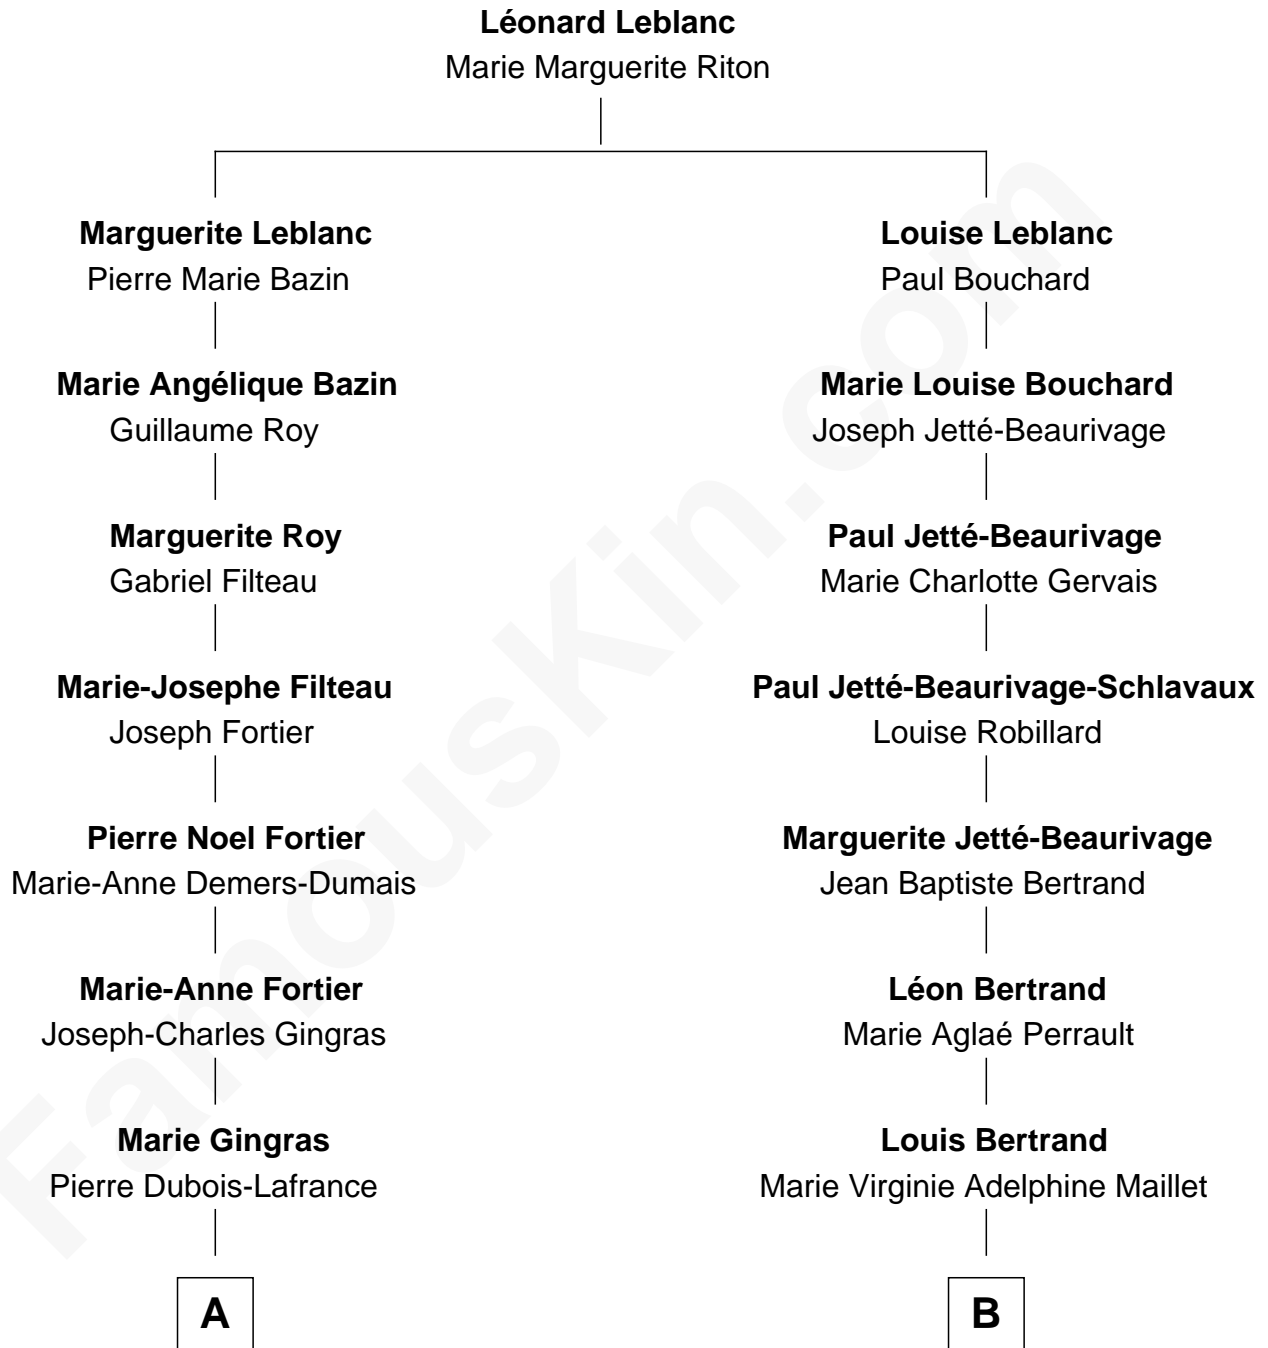 Léonard Leblanc
Marie Marguerite Riton
Marguerite Leblanc
Pierre Marie Bazin
Louise Leblanc
Paul Bouchard
Marie Angélique Bazin
Guillaume Roy
Marie Louise Bouchard
Joseph Jetté-Beaurivage
Marguerite Roy
Gabriel Filteau
Paul Jetté-Beaurivage
Marie Charlotte Gervais
Marie-Josephe Filteau
Joseph Fortier
Paul Jetté-Beaurivage-Schlavaux
Louise Robillard
Pierre Noel Fortier
Marie-Anne Demers-Dumais
Marguerite Jetté-Beaurivage
Jean Baptiste Bertrand
Marie-Anne Fortier
Joseph-Charles Gingras
Léon Bertrand
Marie Aglaé Perrault
Marie Gingras
Pierre Dubois-Lafrance
Louis Bertrand
Marie Virginie Adelphine Maillet
A
B
FamousKin.com